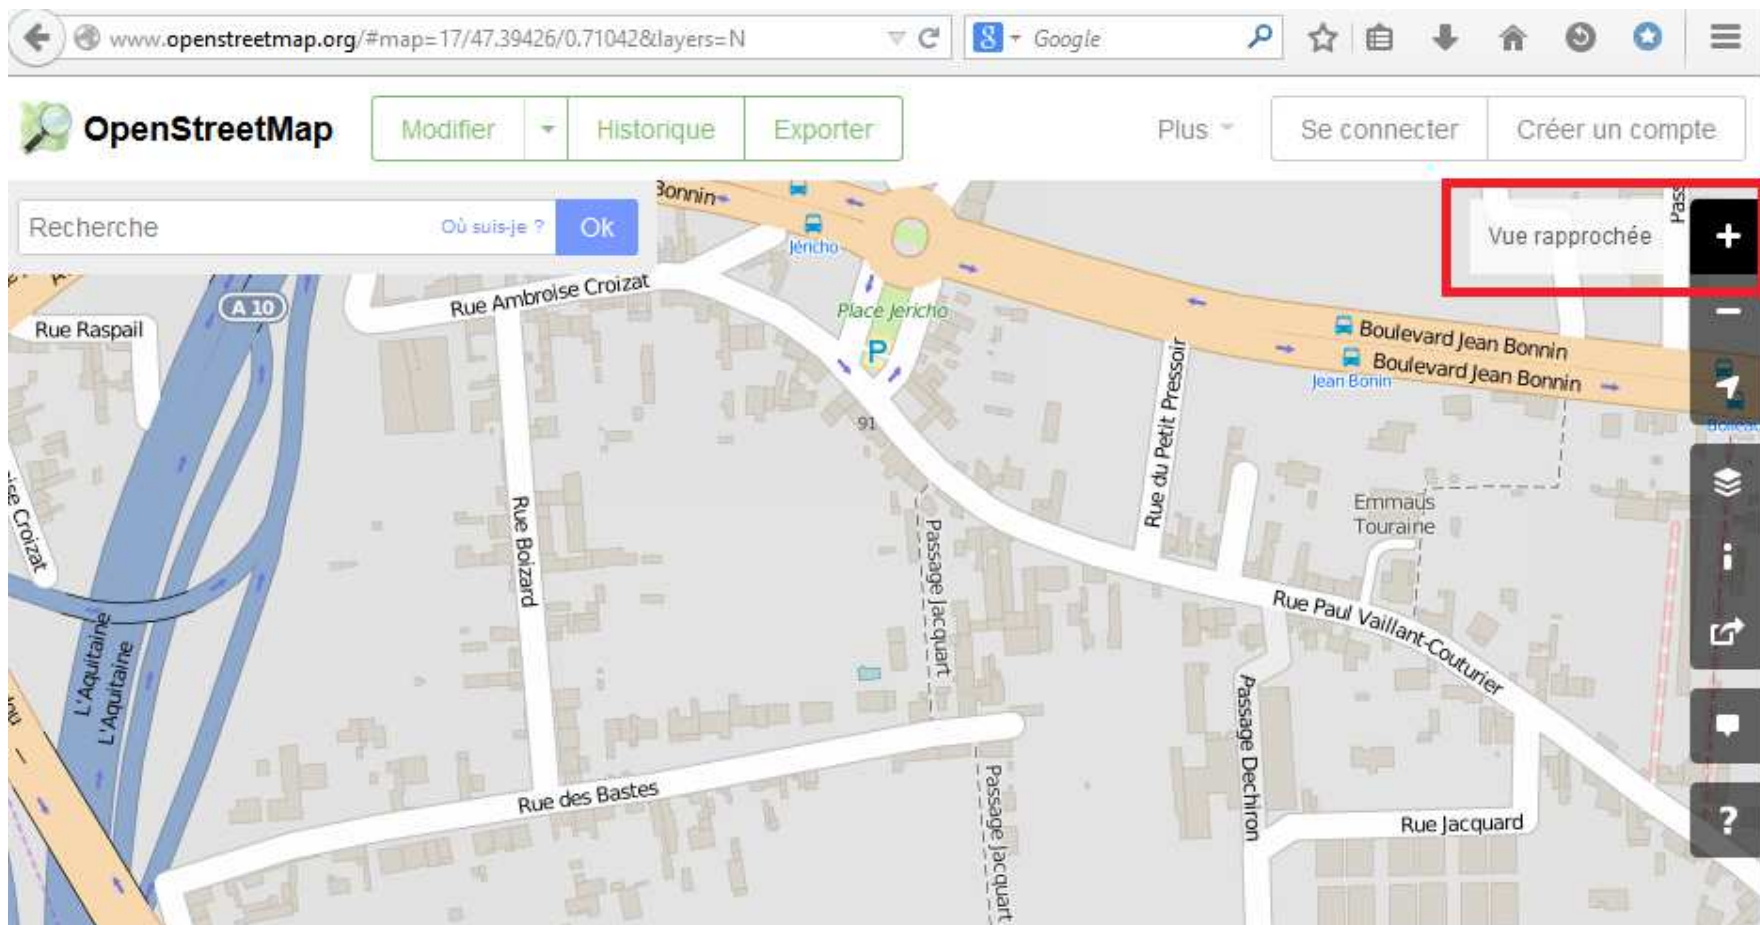 www.openstreetmap.org/#map=17/47.39426/0.71042&layers=N
Google
OpenStreetMap
Modifier
Historique
Exporter
Plus
Se connecter
Créer un compte
Recherche
Où suis-je ?
Ok
Bonnin
Vue rapprochée
Jéricho
A 10
Rue Ambroise Croizat
Rue Raspail
Place Jericho
P
Boulevard Jean Bonnin
Boulevard Jean Bonnin
Jean Bonin
Rue du Petit Pressoir
91
Emmaüs
Touraine
Rue Boizard
Passage Jacquart
Rue Paul Vaillant-Couturier
L'Aquitaine
L'Aquitaine
Passage Dechiron
Rue des Bastes
Passage Jacquart
Rue Jacquard
?